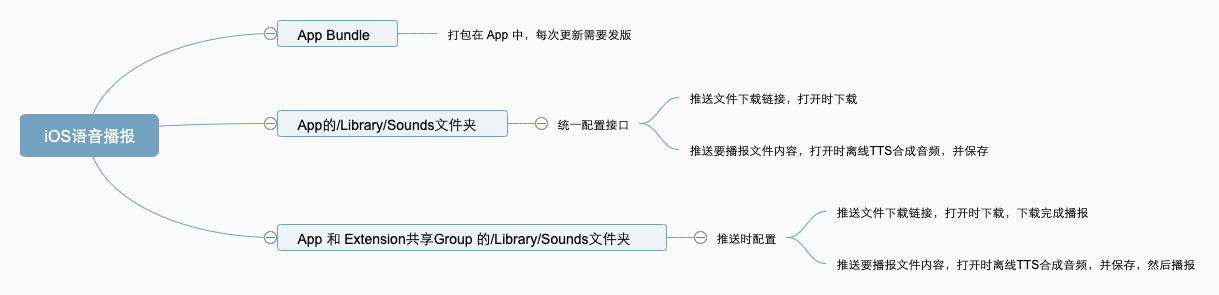 iOS语音播报
App Bundle
打包在 App 中，每次更新需要发版
App的/Library/Sounds文件夹
统一配置接口
推送文件下载链接，打开时下载
推送要播报文件内容，打开时离线TTS合成音频，并保存
App 和 Extension共享Group 的/Library/Sounds文件夹
推送时配置
推送文件下载链接，打开时下载，下载完成播报
推送要播报文件内容，打开时离线TTS合成音频，并保存，然后播报